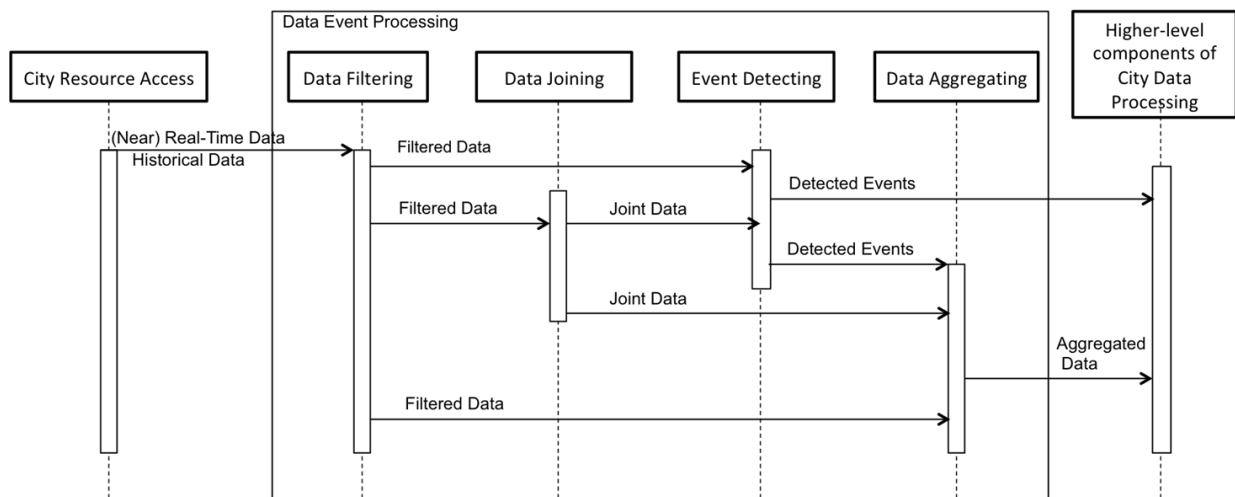 Data Event Processing
City Resource Access
Data Filtering
Data Joining
Event Detecting
Data Aggregating
Higher-level
components of
City Data
Processing
(Near) Real-Time Data
Historical Data
Filtered Data
Detected Events
Filtered Data
Joint Data
Detected Events
Joint Data
Aggregated
Data
Filtered Data